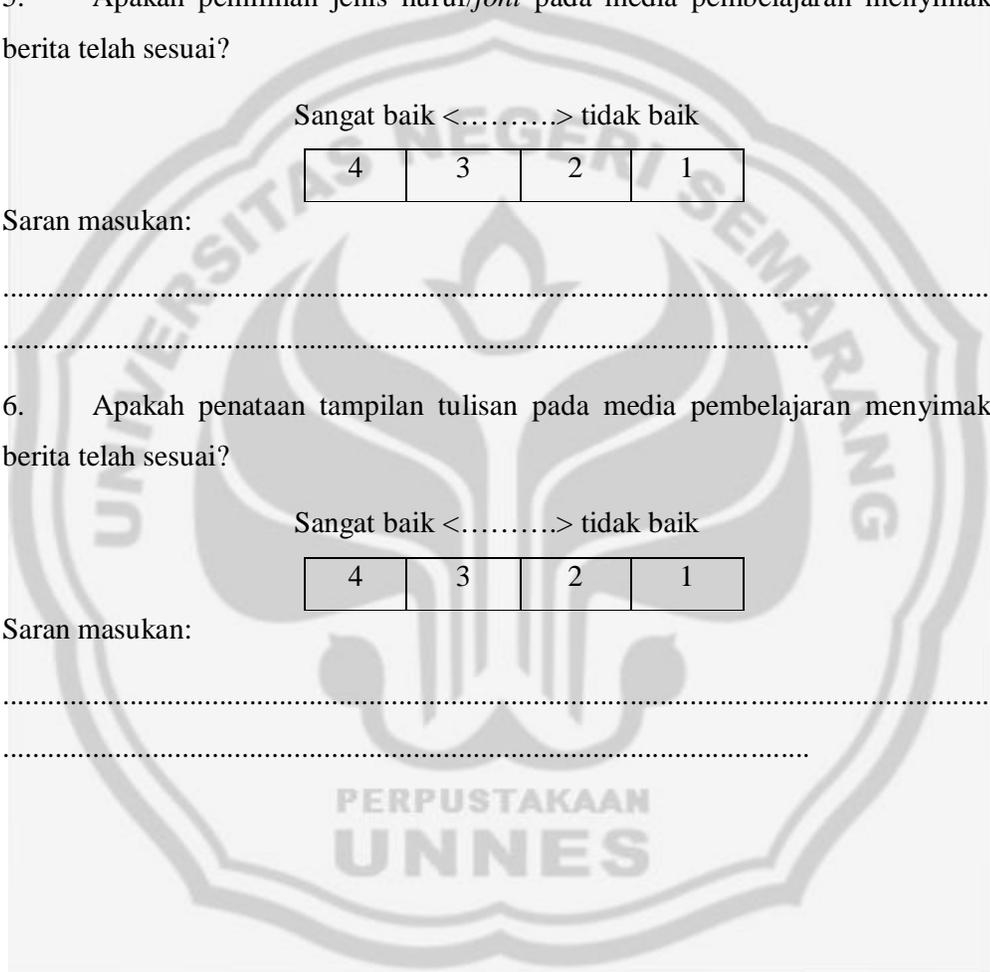 5. Apakah pemilihan jenis huruf/font pada media pembelajaran menyimak
berita telah sesuai?
Sangat baik <……….> tidak baik
4 3 2 1
Saran masukan:
....................................................................................................................................
............................................................................................................
6. Apakah penataan tampilan tulisan pada media pembelajaran menyimak
berita telah sesuai?
Sangat baik <……….> tidak baik
4 3 2 1
Saran masukan:
....................................................................................................................................
............................................................................................................
UNIVERSITAS NEGERI SEMARANG
PERPUSTAKAAN
UNNES